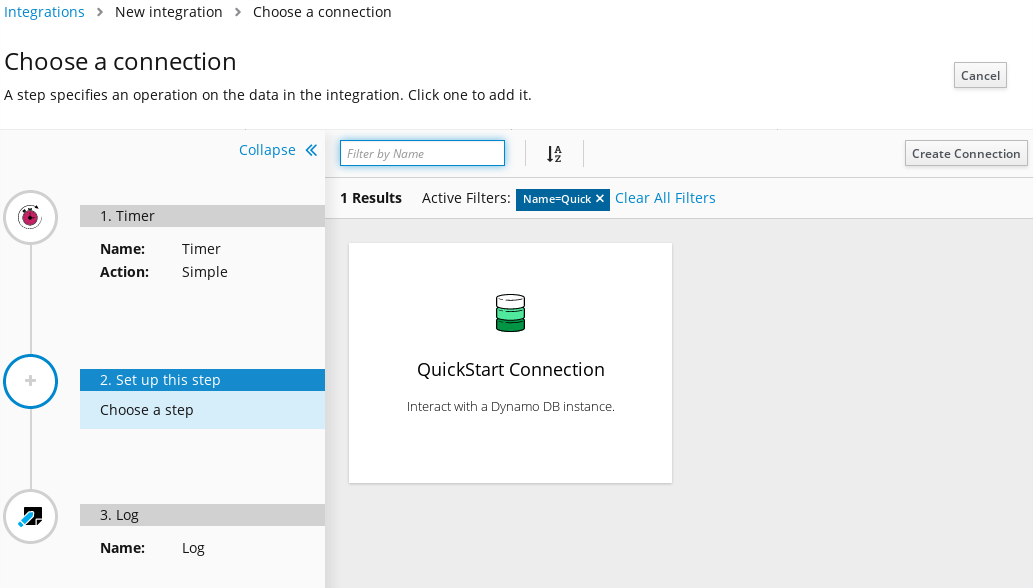 Integrations > New integration > Choose a connection
Choose a connection
Cancel
A step specifies an operation on the data in the integration. Click one to add it.
Collapse
Filter by Name
A
Z
Create Connection
1 Results Active Filters: Name=Quick × Clear All Filters
1. Timer
Name: Timer
Action: Simple
2. Set up this step
Choose a step
3. Log
Name: Log
QuickStart Connection
Interact with a Dynamo DB instance.